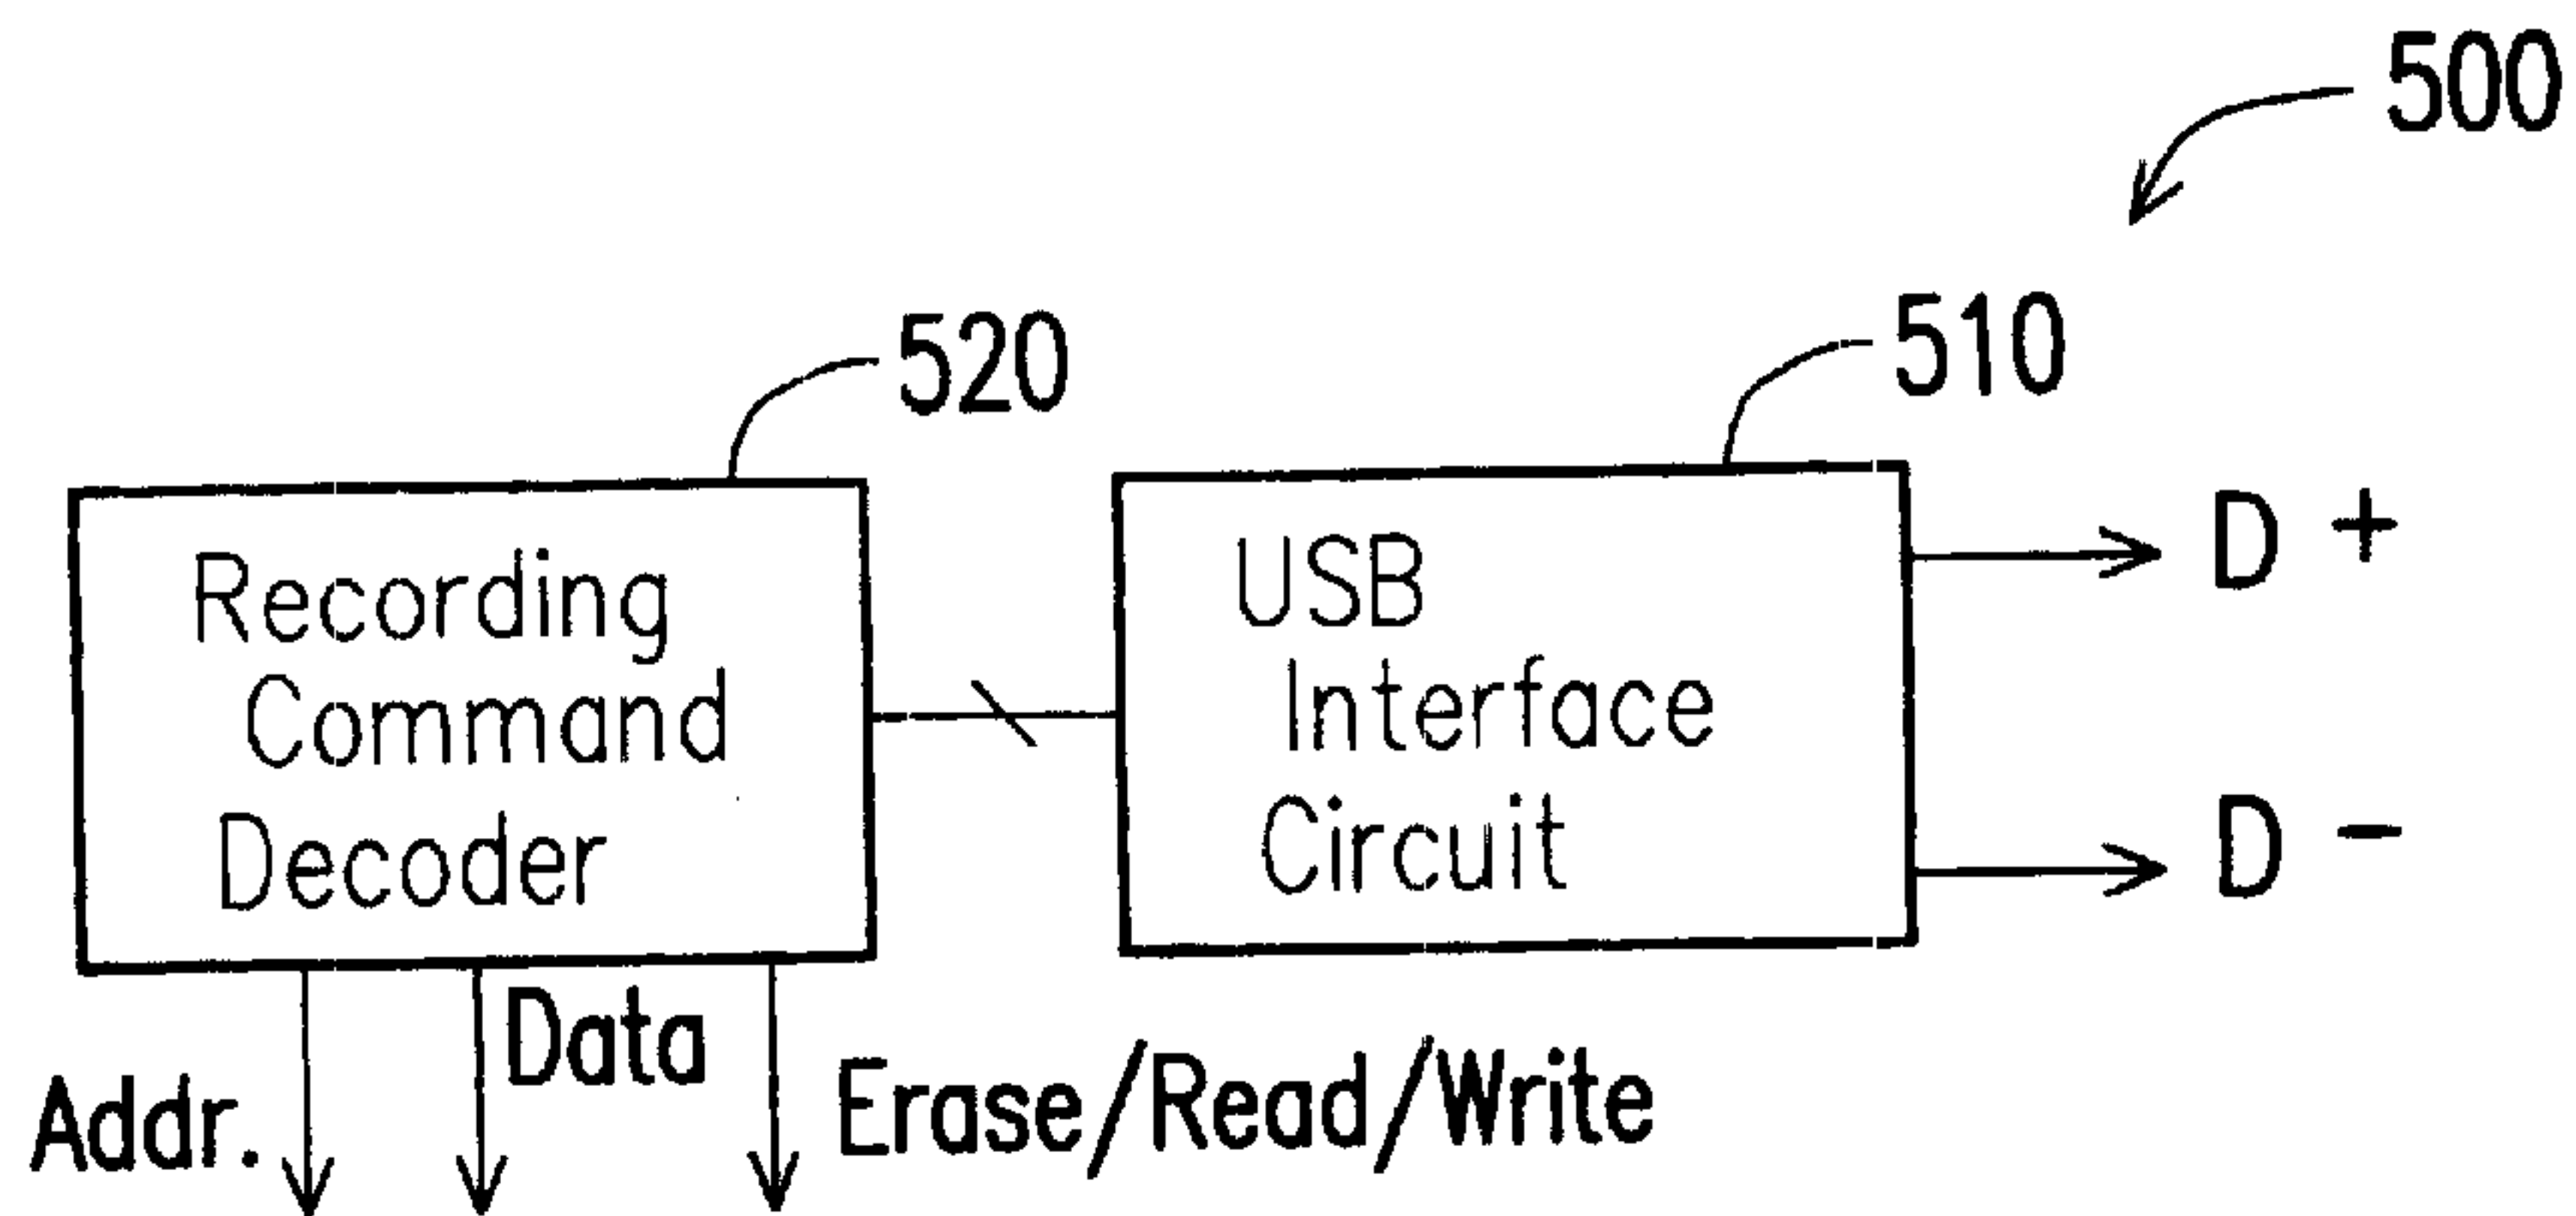 500
520
510
Recording
Command
Decoder
USB
Interface
Circuit
D +
D -
Addr.
Data
Erase/Read/Write